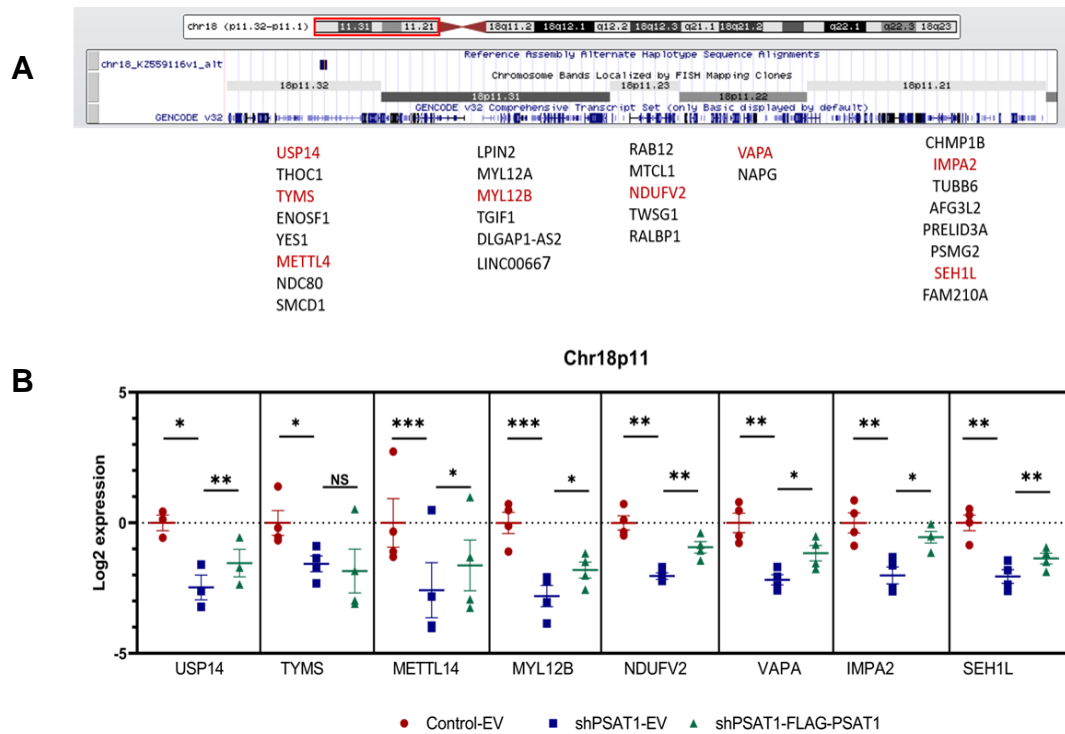 A
chr18 (p11.32-p11.1) 11.31 11.21 18q11.2 18q12.1 q12.2 18q12.3 q21.1 18q21.2 q22.1 q22.3 18q23
Reference Assembly Alternate Haplotype Sequence Alignments
chr18_KZ559116v1_alt
Chromosome Bands Localized by FISH Mapping Clones
18p11.32 18p11.23 18p11.21
18p11.31 18p11.22
GENCODE v32 Comprehensive Transcript Set (only Basic displayed by default)
GENCODE v32
USP14
THOC1
TYMS
ENOSF1
YES1
METTL4
NDC80
SMCD1
LPIN2
MYL12A
MYL12B
TGIF1
DLGAP1-AS2
LINC00667
RAB12
MTCL1
NDUFV2
TWSG1
RALBP1
VAPA
NAPG
CHMP1B
IMPA2
TUBB6
AFG3L2
PRELID3A
PSMG2
SEH1L
FAM210A
B
Chr18p11
Log2 expression
5
0
-5
* ** * NS *** * *** * ** ** ** * ** * ** **
USP14 TYMS METTL14 MYL12B NDUFV2 VAPA IMPA2 SEH1L
Control-EV shPSAT1-EV shPSAT1-FLAG-PSAT1